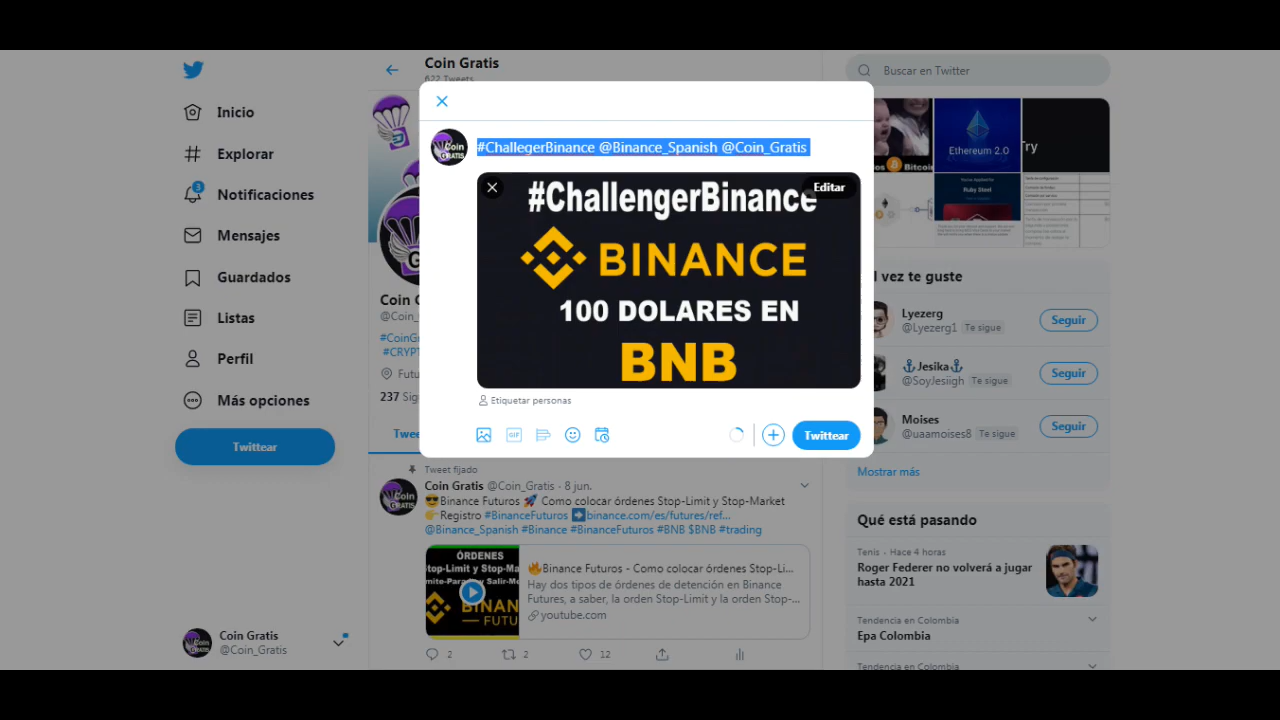 Inicio
Explorar
3
Notificaciones
Mensajes
Guardados
Listas
Perfil
Más opciones
Twittear
Coin Gratis
@Coin_Gratis
Coin Gratis
622 Tweets
#ChallegerBinance @Binance_Spanish @Coin_Gratis
Editar
#ChallengerBinance
BINANCE
100 DOLARES EN
BNB
Etiquetar personas
GIF
Twittear
237
Tweet fijado
Coin Gratis @Coin_Gratis · 8 jun.
😎Binance Futuros 🚀 Como colocar órdenes Stop-Limit y Stop-Market
👉Registro #BinanceFuturos ➡binance.com/es/futures/ref...
@Binance_Spanish #Binance #BinanceFuturos #BNB $BNB #trading
ÓRDENES
🔥Binance Futuros - Como colocar órdenes Stop-Li...
Hay dos tipos de órdenes de detención en Binance
Futures, a saber, la orden Stop-Limit y la orden Stop-...
youtube.com
2
2
12
Buscar en Twitter
Bitcoin
Ethereum 2.0
Try
Ruby Steel
vez te guste
Lyezerg
@Lyezerg1 Te sigue
Seguir
⚓Jesika⚓
@SoyJesiigh Te sigue
Seguir
Moises
@uaamoises8 Te sigue
Seguir
Mostrar más
Qué está pasando
Tenis · Hace 4 horas
Roger Federer no volverá a jugar
hasta 2021
Tendencia en Colombia
Epa Colombia
Tendencia en Colombia